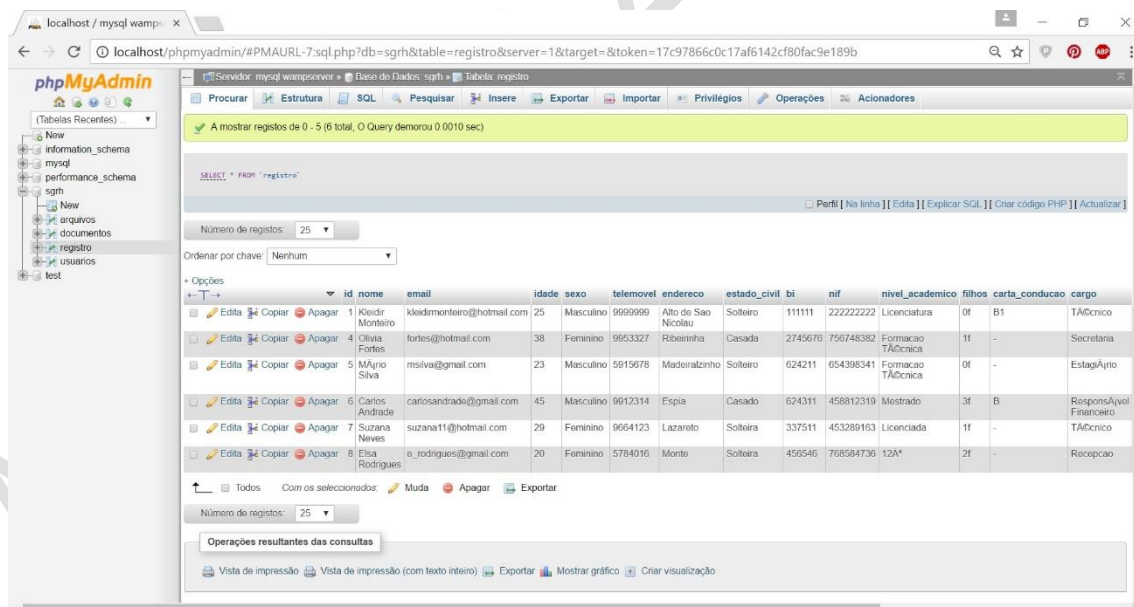 localhost / mysql wamps
localhost/phpmyadmin/#PMAURL-7:sql.php?db=sgrh&table=registro&server=1&target=&token=17c97866c0c17af6142cf80fac9e189b
ABP
phpMyAdmin
(Tabelas Recentes) ...
New
information_schema
mysql
performance_schema
sgrh
New
arquivos
documentos
registro
usuarios
test
Servidor: mysql wampserver » Base de Dados: sgrh » Tabela: registro
Procurar Estrutura SQL Pesquisar Insere Exportar Importar Privilégios Operações Acionadores
A mostrar registos de 0 - 5 (6 total, O Query demorou 0.0010 sec)
SELECT * FROM `registro`
Perfil [ Na linha ] [ Edita ] [ Explicar SQL ] [ Criar código PHP ] [ Actualizar ]
Número de registos: 25
Ordenar por chave: Nenhum
+ Opções
←T→ id nome email idade sexo telemovel endereco estado_civil bi nif nivel_academico filhos carta_conducao cargo
Edita Copiar Apagar 1 Kleidir Monteiro kleidirmonteiro@hotmail.com 25 Masculino 9999999 Alto de Sao Nicolau Solteiro 111111 222222222 Licenciatura 0f B1 TÃ©cnico
Edita Copiar Apagar 4 Olivia Fortes fortes@hotmail.com 38 Feminino 9953327 Ribeirinha Casada 2745676 756748382 Formacao TÃ©cnica 1f - Secretaria
Edita Copiar Apagar 5 MÃ¡rio Silva msilva@gmail.com 23 Masculino 5915678 Madeiralzinho Solteiro 624211 654398341 Formacao TÃ©cnica 0f - EstagiÃ¡rio
Edita Copiar Apagar 6 Carlos Andrade carlosandrade@gmail.com 45 Masculino 9912314 Espia Casado 624311 458812319 Mestrado 3f B ResponsÃ¡vel Financeiro
Edita Copiar Apagar 7 Suzana Neves suzana11@hotmail.com 29 Feminino 9664123 Lazareto Solteira 337511 453289163 Licenciada 1f - TÃ©cnico
Edita Copiar Apagar 8 Elsa Rodrigues e_rodrigues@gmail.com 20 Feminino 5784016 Monte Solteira 456546 768584736 12Âª 2f - Recepcao
Todos Com os seleccionados: Muda Apagar Exportar
Número de registos: 25
Operações resultantes das consultas
Vista de impressão Vista de impressão (com texto inteiro) Exportar Mostrar gráfico Criar visualização